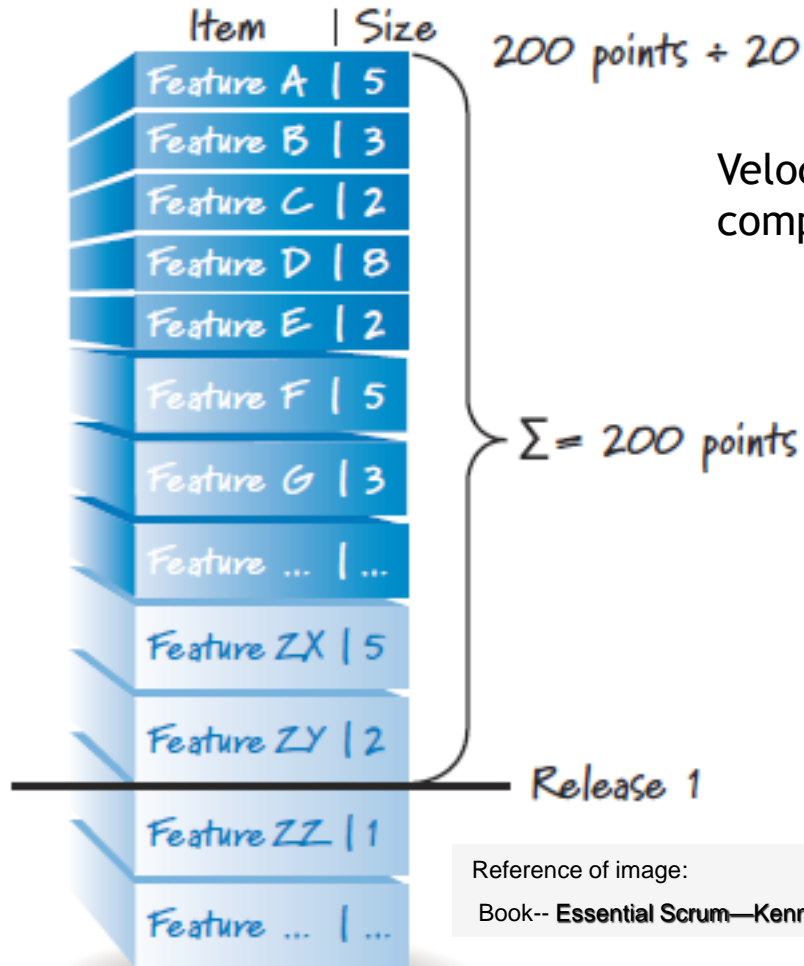 Item | Size
200 points ÷ 20
Feature A | 5
Feature B | 3
Feature C | 2
Feature D | 8
Feature E | 2
Feature F | 5
Feature G | 3
Feature ... | ...
Feature ZX | 5
Feature ZY | 2
Feature ZZ | 1
Feature ... | ...
Veloc
comp
Σ = 200 points
Release 1
Reference of image:
Book-- Essential Scrum—Kenn